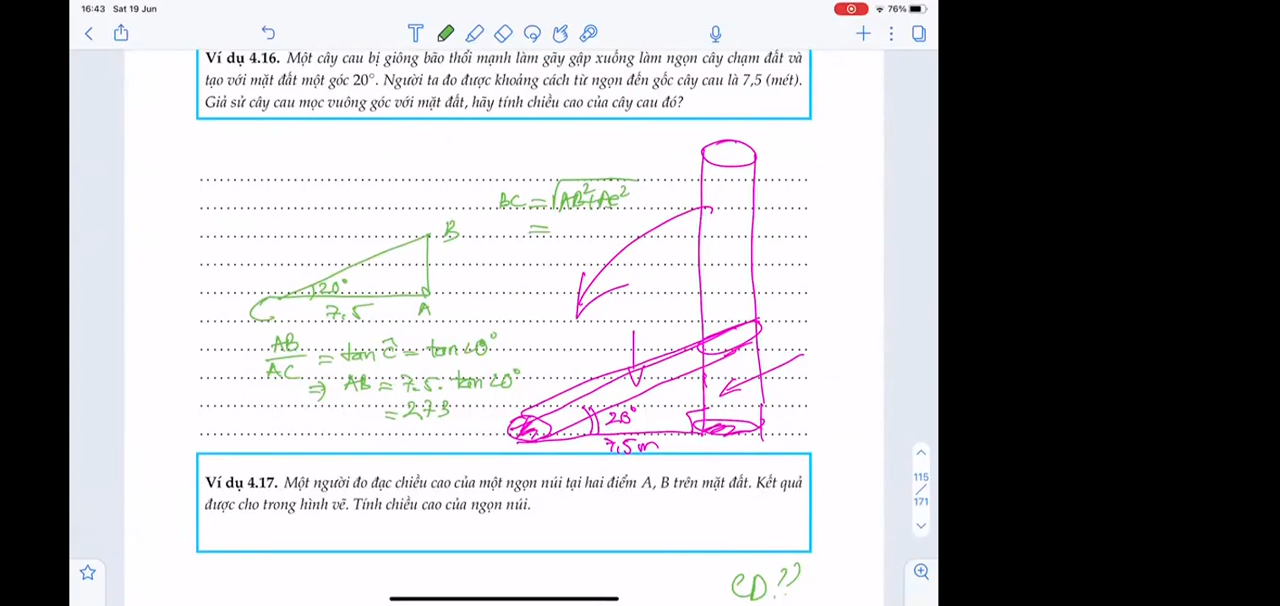 16:43 Sat 19 Jun
76%
T
Ví dụ 4.16. Một cây cau bị giông bão thổi mạnh làm gãy gập xuống làm ngọn cây chạm đất và
tạo với mặt đất một góc 20°. Người ta đo được khoảng cách từ ngọn đến gốc cây cau là 7,5 (mét).
Giả sử cây cau mọc vuông góc với mặt đất, hãy tính chiều cao của cây cau đó?
BC = √AB²+AC²
=
B
20°
C
7.5
A
AB/AC = tan Ĉ = tan 20°
⇒ AB = 7.5. tan 20°
= 2,73
20°
7,5m
Ví dụ 4.17. Một người đo đạc chiều cao của một ngọn núi tại hai điểm A, B trên mặt đất. Kết quả
được cho trong hình vẽ. Tính chiều cao của ngọn núi.
115
/
171
CD??